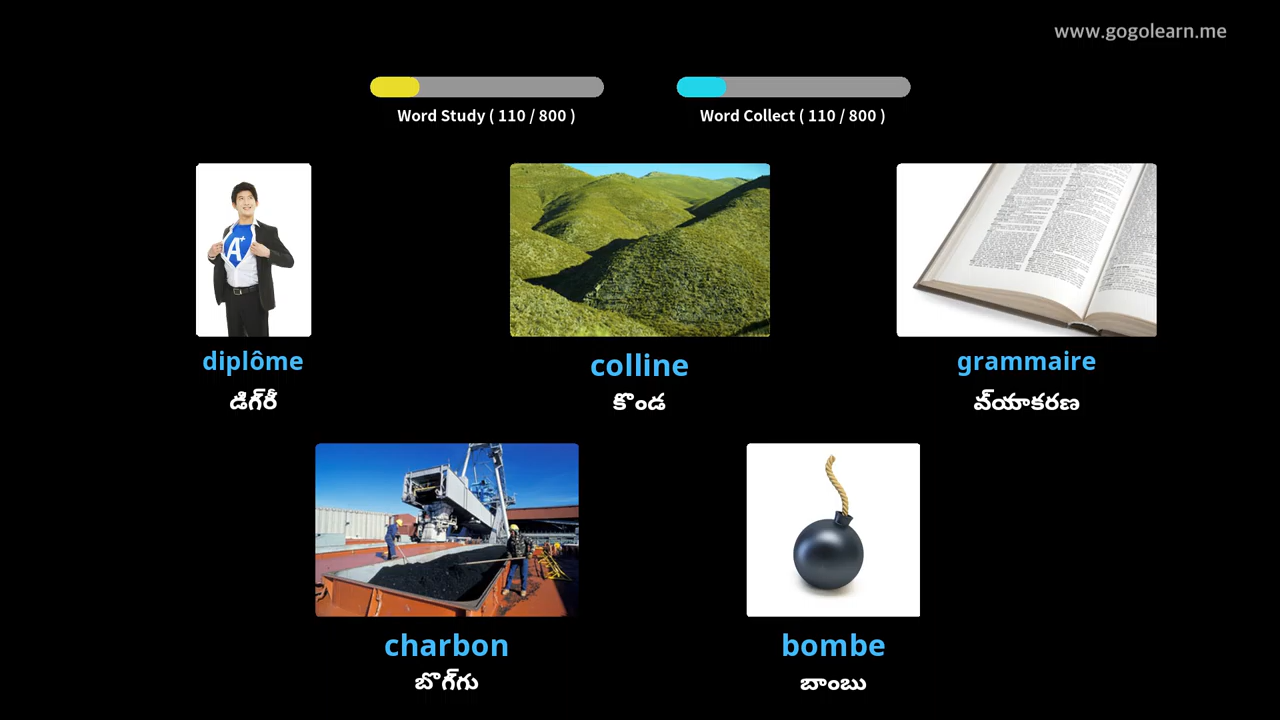 www.gogolearn.me
Word Study ( 110 / 800 )
Word Collect ( 110 / 800 )
A+
diplôme
colline
grammaire
డిగ్‌రీ
కొండ
వ్‌యాకరణ
charbon
bombe
బొగ్‌గు
బాంబు